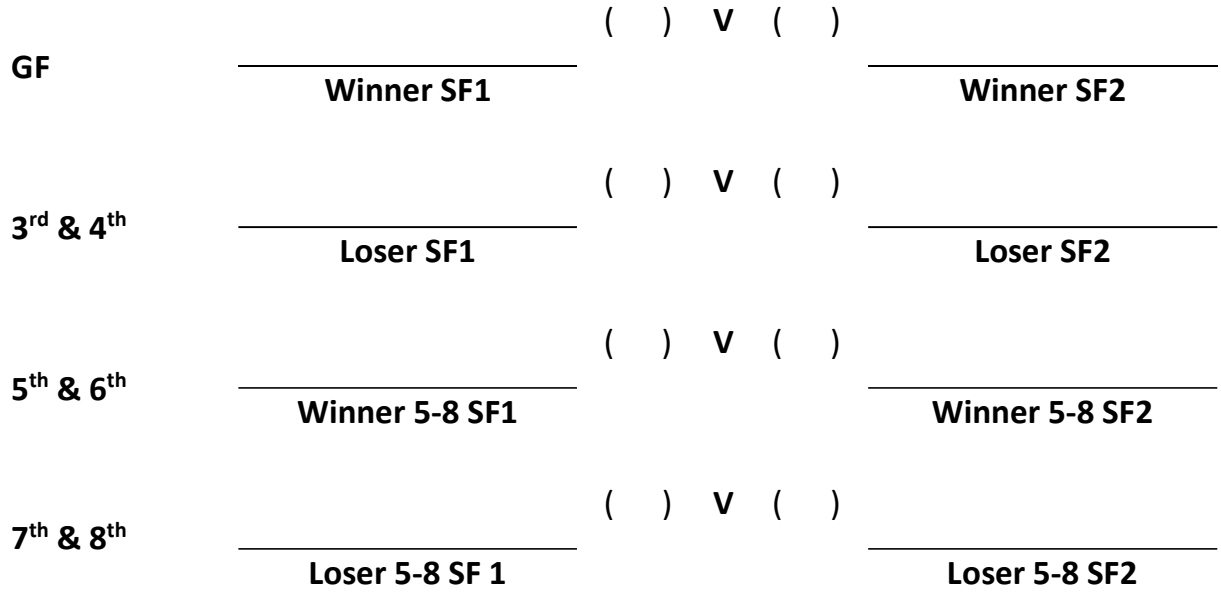 ( ) V ( )
GF
Winner SF1 Winner SF2
( ) V ( )
3rd & 4th
Loser SF1 Loser SF2
( ) V ( )
5th & 6th
Winner 5-8 SF1 Winner 5-8 SF2
( ) V ( )
7th & 8th
Loser 5-8 SF 1 Loser 5-8 SF2